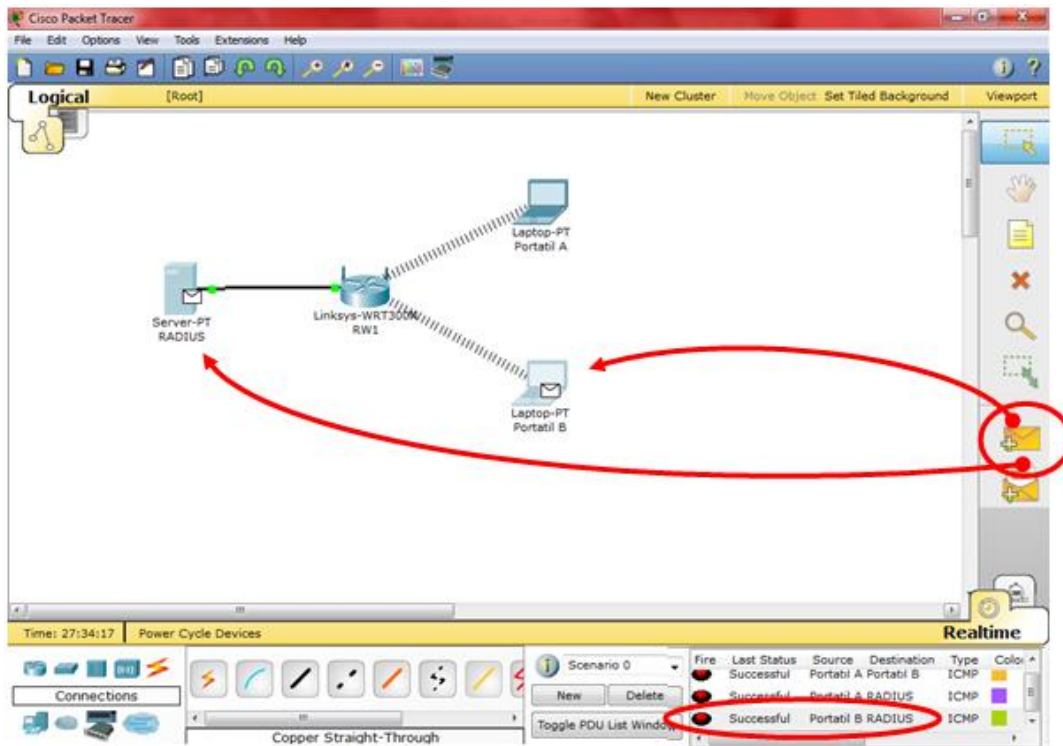 Cisco Packet Tracer
File Edit Options View Tools Extensions Help
Logical [Root] New Cluster Move Object Set Tiled Background Viewport
Laptop-PT
Portatil A
Server-PT
RADIUS
Linksys-WRT300N
RW1
Laptop-PT
Portatil B
Time: 27:34:17 Power Cycle Devices Realtime
Connections
Copper Straight-Through
Scenario 0
New Delete
Toggle PDU List Window
Fire Last Status Source Destination Type Color
Successful Portatil A Portatil B ICMP
Successful Portatil A RADIUS ICMP
Successful Portatil B RADIUS ICMP